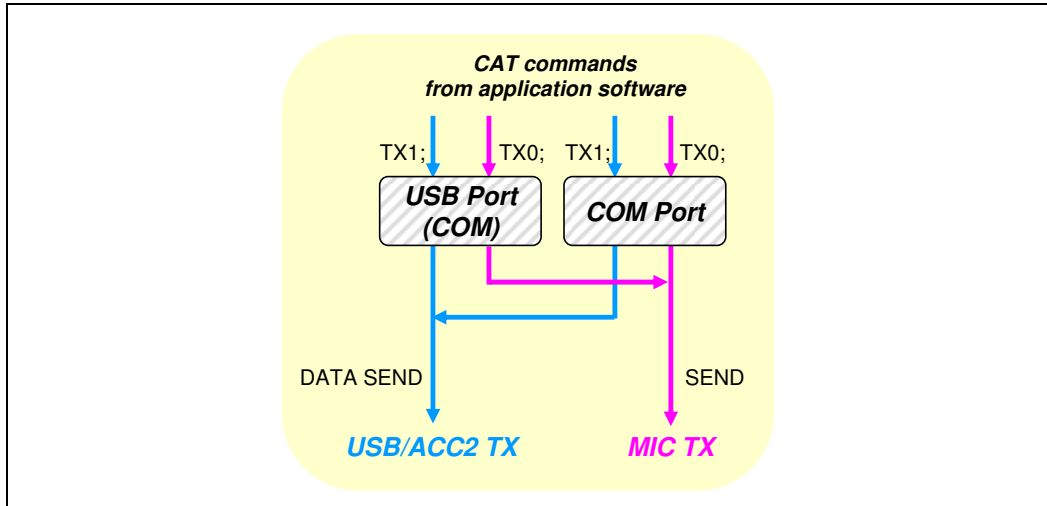 CAT commands
from application software
TX1; TX0; TX1; TX0;
USB Port
(COM)
COM Port
DATA SEND
SEND
USB/ACC2 TX
MIC TX